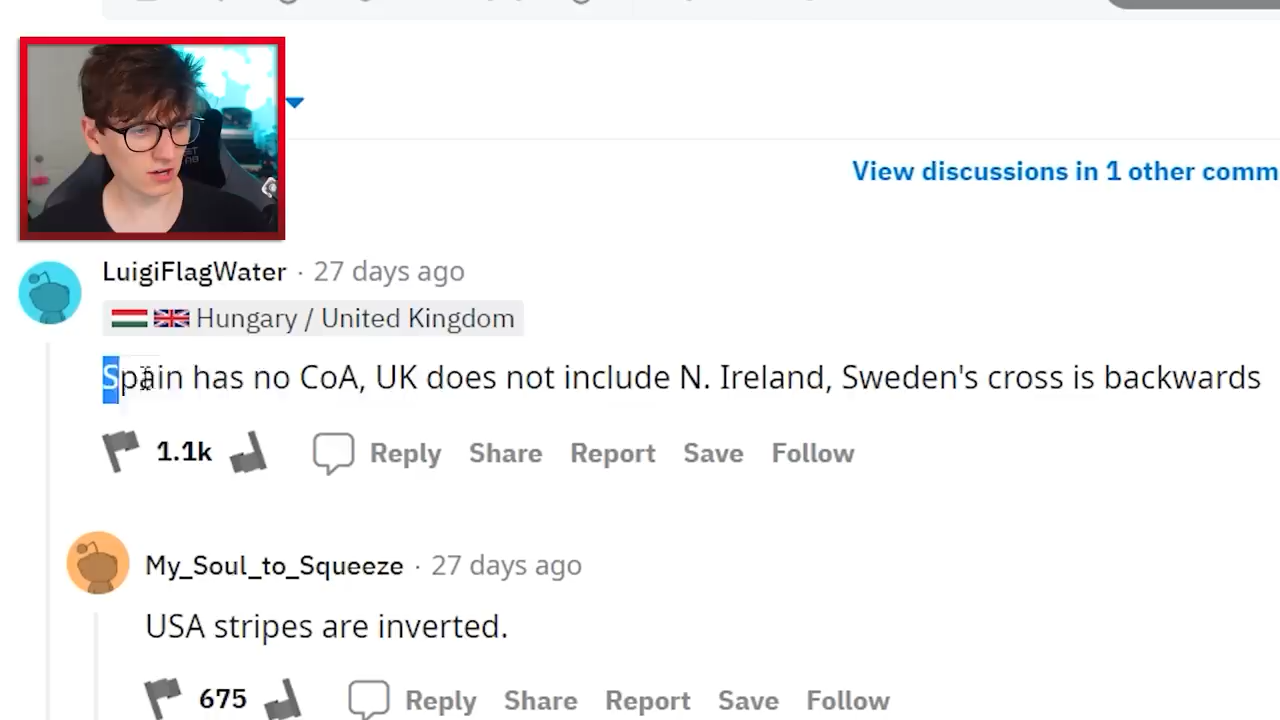 View discussions in 1 other comm
LuigiFlagWater · 27 days ago
Hungary / United Kingdom
Spain has no CoA, UK does not include N. Ireland, Sweden's cross is backwards
1.1k Reply Share Report Save Follow
My_Soul_to_Squeeze · 27 days ago
USA stripes are inverted.
675 Reply Share Report Save Follow